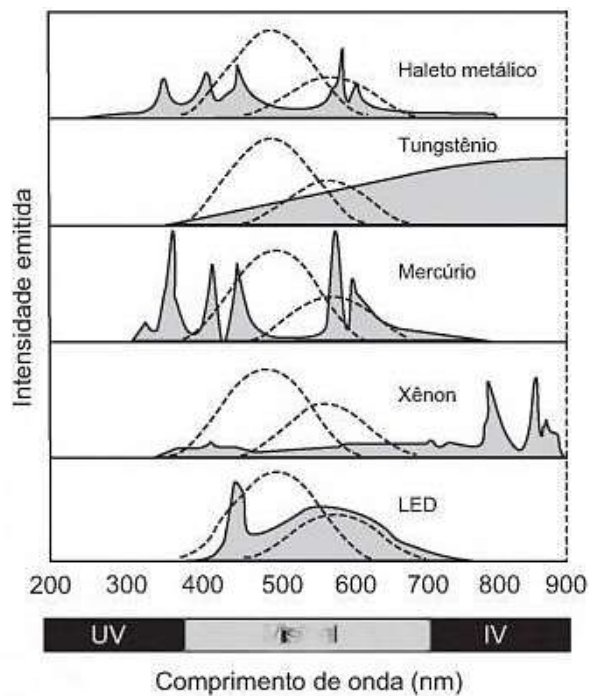 Intensidade emitida
Haleto metálico
Tungstênio
Mercúrio
Xênon
LED
200 300 400 500 600 700 800 900
UV IV
Comprimento de onda (nm)